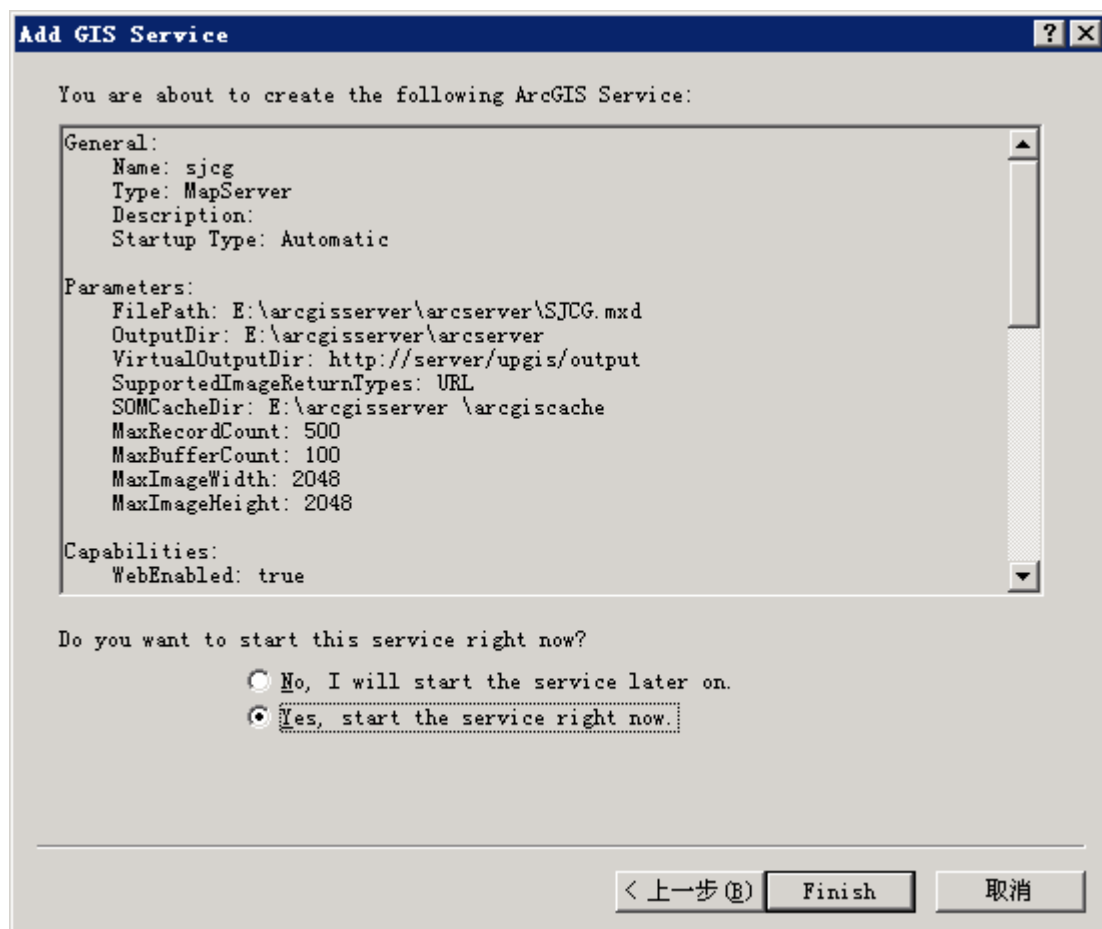 Add GIS Service
You are about to create the following ArcGIS Service:
General:
Name: sjcg
Type: MapServer
Description:
Startup Type: Automatic
Parameters:
FilePath: E:\arcgisserver\arcserver\SJCG.mxd
OutputDir: E:\arcgisserver\arcserver
VirtualOutputDir: http://server/upgis/output
SupportedImageReturnTypes: URL
SOMCacheDir: E:\arcgisserver \arcgiscache
MaxRecordCount: 500
MaxBufferCount: 100
MaxImageWidth: 2048
MaxImageHeight: 2048
Capabilities:
WebEnabled: true
Do you want to start this service right now?
No, I will start the service later on.
Yes, start the service right now.
< 上一步(B) Finish 取消